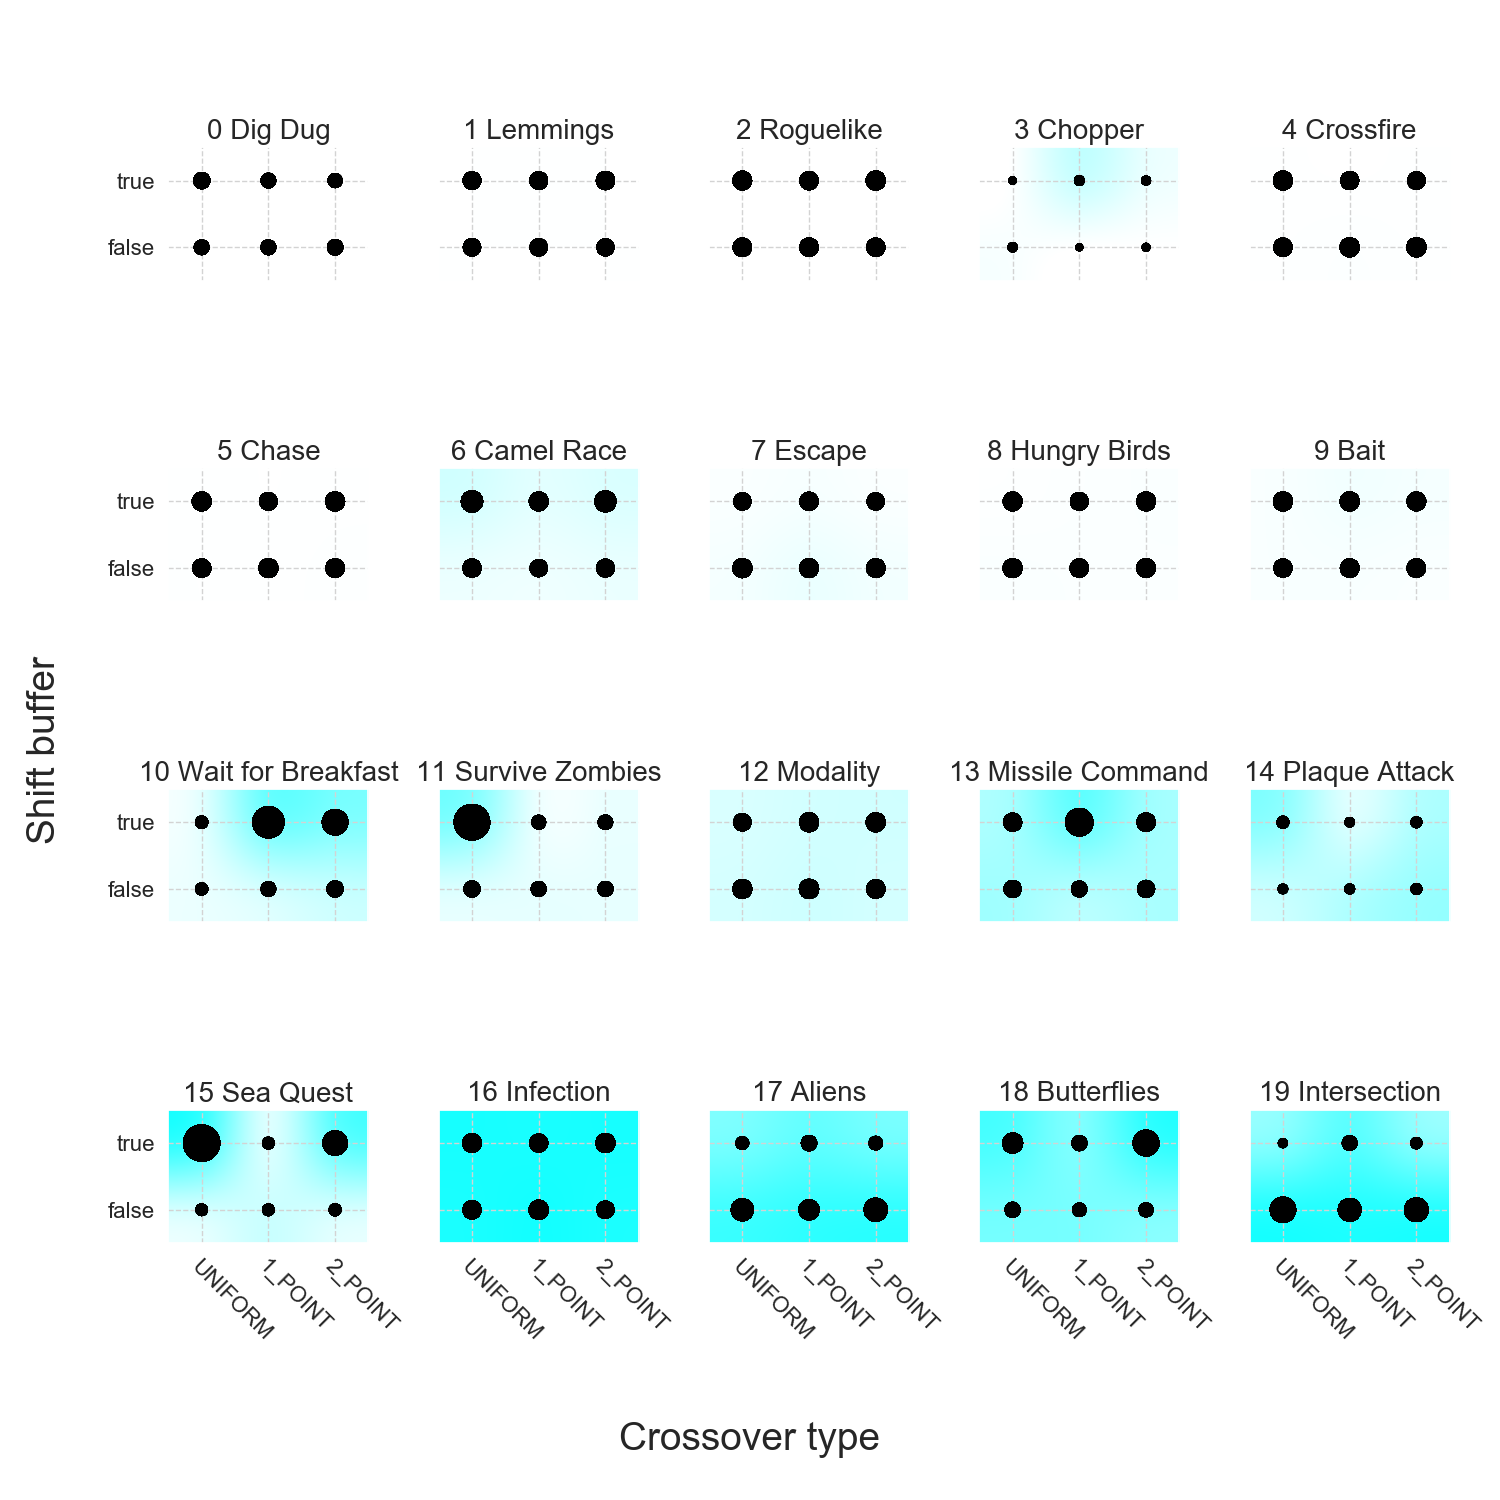 0 Dig Dug
1 Lemmings
2 Roguelike
3 Chopper
4 Crossfire
true
false
5 Chase
6 Camel Race
7 Escape
8 Hungry Birds
9 Bait
true
false
Shift buffer
10 Wait for Breakfast
11 Survive Zombies
12 Modality
13 Missile Command
14 Plaque Attack
true
false
15 Sea Quest
16 Infection
17 Aliens
18 Butterflies
19 Intersection
true
false
UNIFORM
1_POINT
2_POINT
UNIFORM
1_POINT
2_POINT
UNIFORM
1_POINT
2_POINT
UNIFORM
1_POINT
2_POINT
UNIFORM
1_POINT
2_POINT
Crossover type